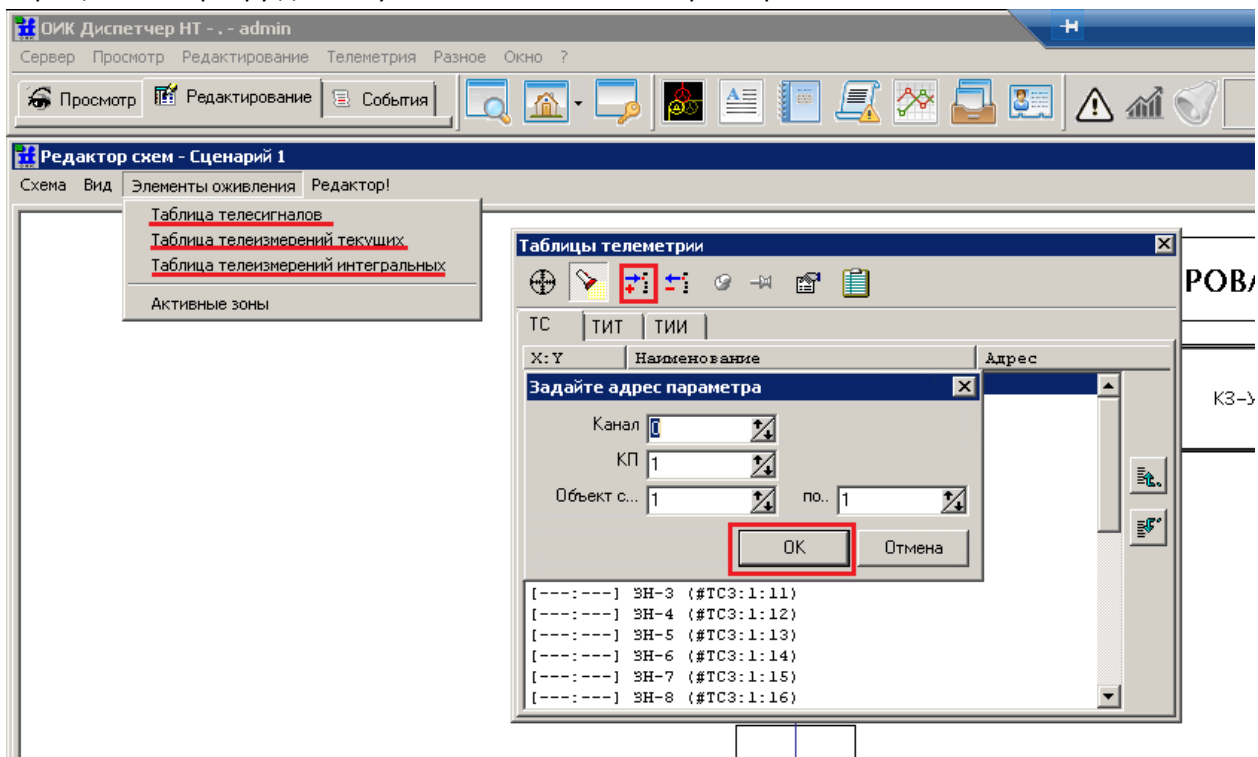 ОИК Диспетчер НТ - . - admin
Сервер Просмотр Редактирование Телеметрия Разное Окно ?
Просмотр Редактирование События
Редактор схем - Сценарий 1
Схема Вид Элементы оживления Редактор!
Таблица телесигналов
Таблица телеизмерений текущих
Таблица телеизмерений интегральных
Активные зоны
Таблицы телеметрии
ТС ТИТ ТИИ
X:Y Наименование Адрес
Задайте адрес параметра
Канал 0
КП 1
Объект с... 1 по.. 1
OK Отмена
[---:---] ЗН-3 (#ТС3:1:11)
[---:---] ЗН-4 (#ТС3:1:12)
[---:---] ЗН-5 (#ТС3:1:13)
[---:---] ЗН-6 (#ТС3:1:14)
[---:---] ЗН-7 (#ТС3:1:15)
[---:---] ЗН-8 (#ТС3:1:16)
РОВА
КЗ-У